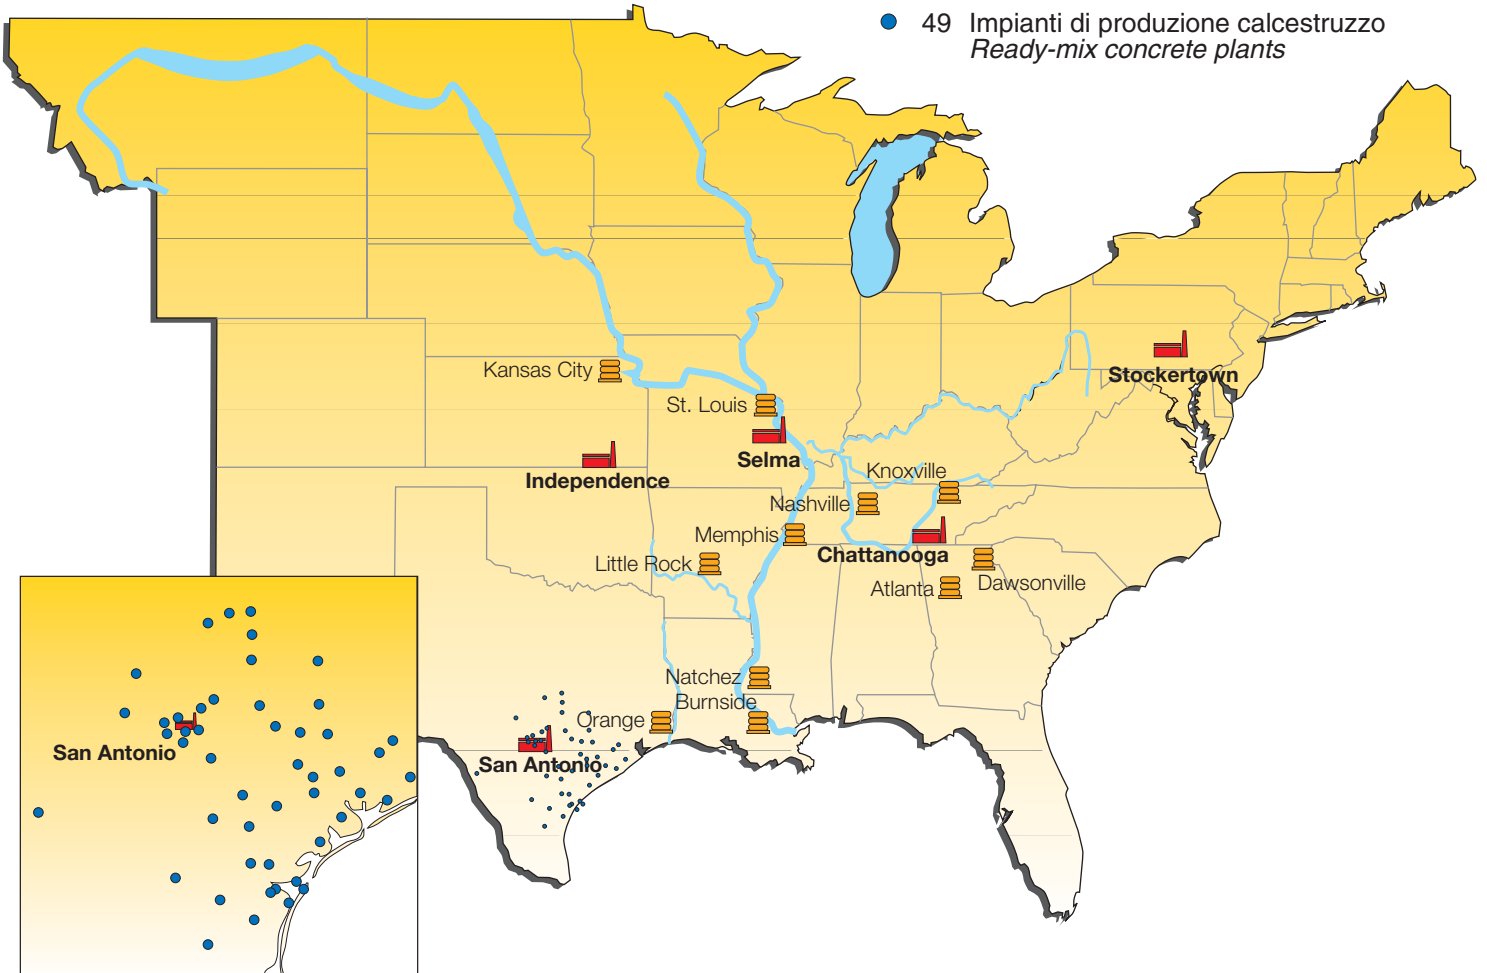 49 Impianti di produzione calcestruzzo
Ready-mix concrete plants
Kansas City
Stockertown
St. Louis
Selma
Independence
Knoxville
Nashville
Memphis
Chattanooga
Little Rock
Atlanta
Dawsonville
Natchez
Burnside
Orange
San Antonio
San Antonio